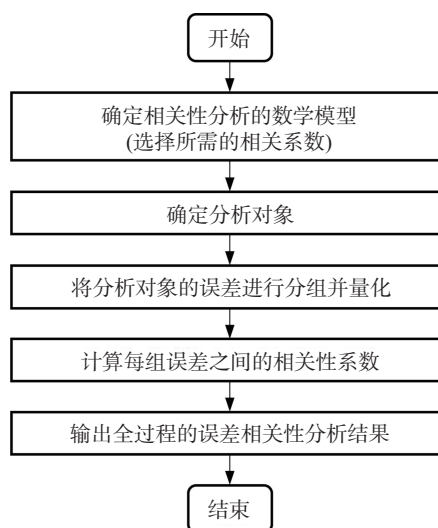 开始
确定相关性分析的数学模型
(选择所需的相关系数)
确定分析对象
将分析对象的误差进行分组并量化
计算每组误差之间的相关性系数
输出全过程的误差相关性分析结果
结束